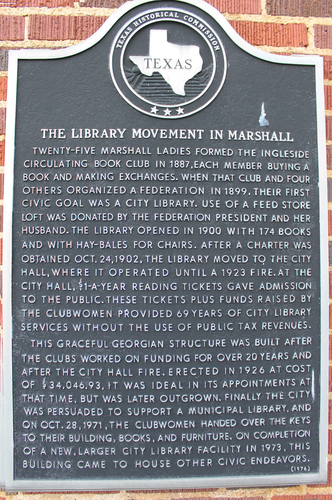 TEXAS HISTORICAL COMMISSION
TEXAS
THE LIBRARY MOVEMENT IN MARSHALL
TWENTY-FIVE MARSHALL LADIES FORMED THE INGLESIDE
CIRCULATING BOOK CLUB IN 1887, EACH MEMBER BUYING A
BOOK AND MAKING EXCHANGES. WHEN THAT CLUB AND FOUR
OTHERS ORGANIZED A FEDERATION IN 1899, THEIR FIRST
CIVIC GOAL WAS A CITY LIBRARY. USE OF A FEED STORE
LOFT WAS DONATED BY THE FEDERATION PRESIDENT AND HER
HUSBAND. THE LIBRARY OPENED IN 1900 WITH 174 BOOKS
AND WITH HAY-BALES FOR CHAIRS. AFTER A CHARTER WAS
OBTAINED OCT. 24, 1902, THE LIBRARY MOVED TO THE CITY
HALL, WHERE IT OPERATED UNTIL A 1923 FIRE. AT THE
CITY HALL, $1-A-YEAR READING TICKETS GAVE ADMISSION
TO THE PUBLIC. THESE TICKETS PLUS FUNDS RAISED BY
THE CLUBWOMEN PROVIDED 69 YEARS OF CITY LIBRARY
SERVICES WITHOUT THE USE OF PUBLIC TAX REVENUES.
THIS GRACEFUL GEORGIAN STRUCTURE WAS BUILT AFTER
THE CLUBS WORKED ON FUNDING FOR OVER 20 YEARS AND
AFTER THE CITY HALL FIRE. ERECTED IN 1926 AT COST
OF $34,046.93, IT WAS IDEAL IN ITS APPOINTMENTS AT
THAT TIME, BUT WAS LATER OUTGROWN. FINALLY THE CITY
WAS PERSUADED TO SUPPORT A MUNICIPAL LIBRARY, AND
ON OCT. 28, 1971, THE CLUBWOMEN HANDED OVER THE KEYS
TO THEIR BUILDING, BOOKS, AND FURNITURE. ON COMPLETION
OF A NEW, LARGER CITY LIBRARY FACILITY IN 1973, THIS
BUILDING CAME TO HOUSE OTHER CIVIC ENDEAVORS.
(1976)